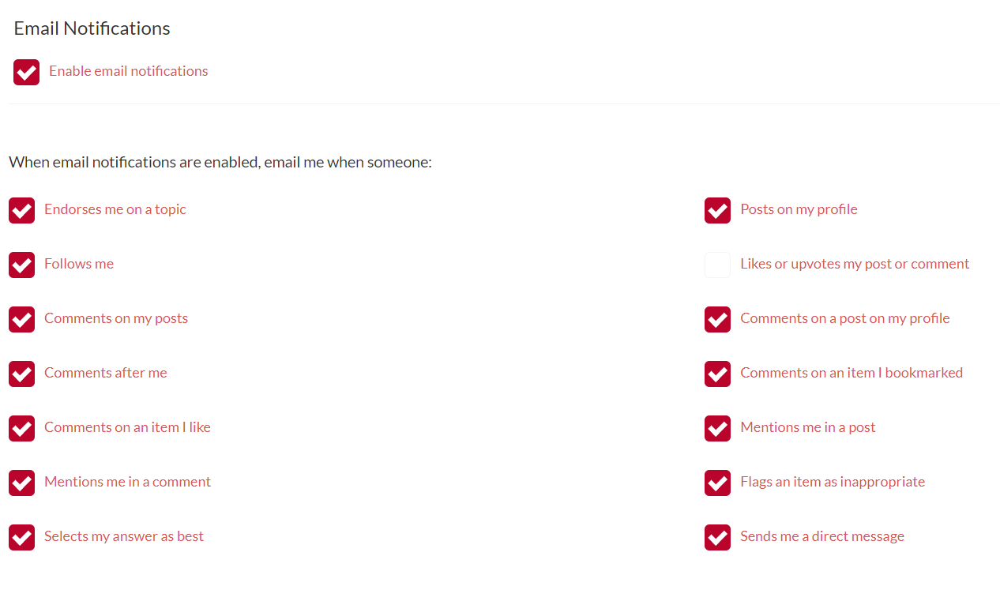 Email Notifications
Enable email notifications
When email notifications are enabled, email me when someone:
Endorses me on a topic
Posts on my profile
Follows me
Likes or upvotes my post or comment
Comments on my posts
Comments on a post on my profile
Comments after me
Comments on an item I bookmarked
Comments on an item I like
Mentions me in a post
Mentions me in a comment
Flags an item as inappropriate
Selects my answer as best
Sends me a direct message